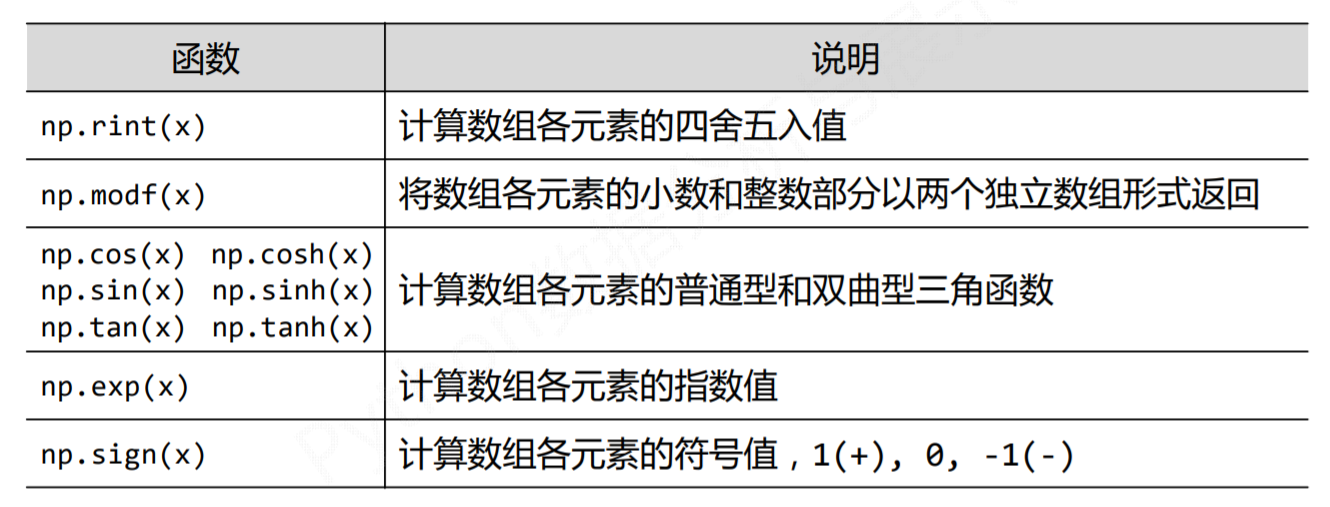 函数 说明
np.rint(x) 计算数组各元素的四舍五入值
np.modf(x) 将数组各元素的小数和整数部分以两个独立数组形式返回
np.cos(x) np.cosh(x)
np.sin(x) np.sinh(x) 计算数组各元素的普通型和双曲型三角函数
np.tan(x) np.tanh(x)
np.exp(x) 计算数组各元素的指数值
np.sign(x) 计算数组各元素的符号值，1(+), 0, -1(-)